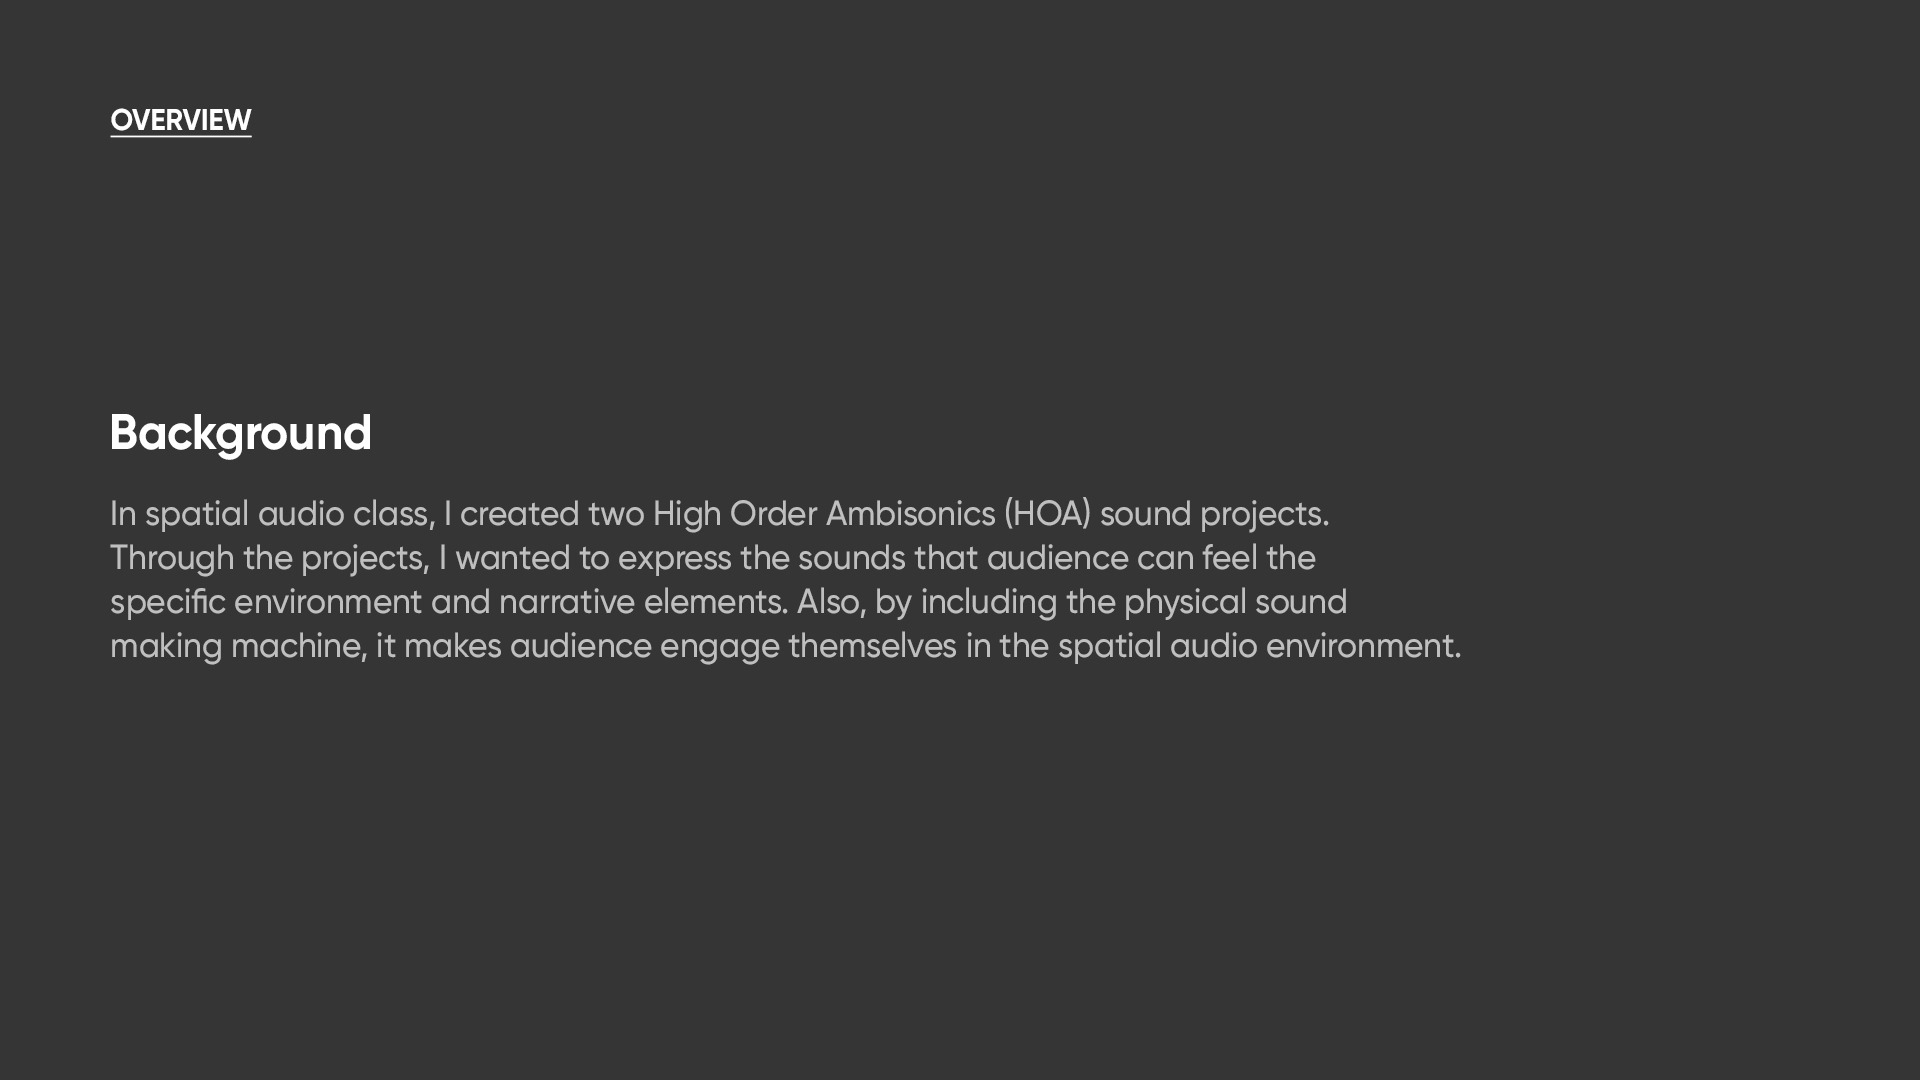 OVERVIEW
Background
In spatial audio class, I created two High Order Ambisonics (HOA) sound projects.
Through the projects, I wanted to express the sounds that audience can feel the
specific environment and narrative elements. Also, by including the physical sound
making machine, it makes audience engage themselves in the spatial audio environment.